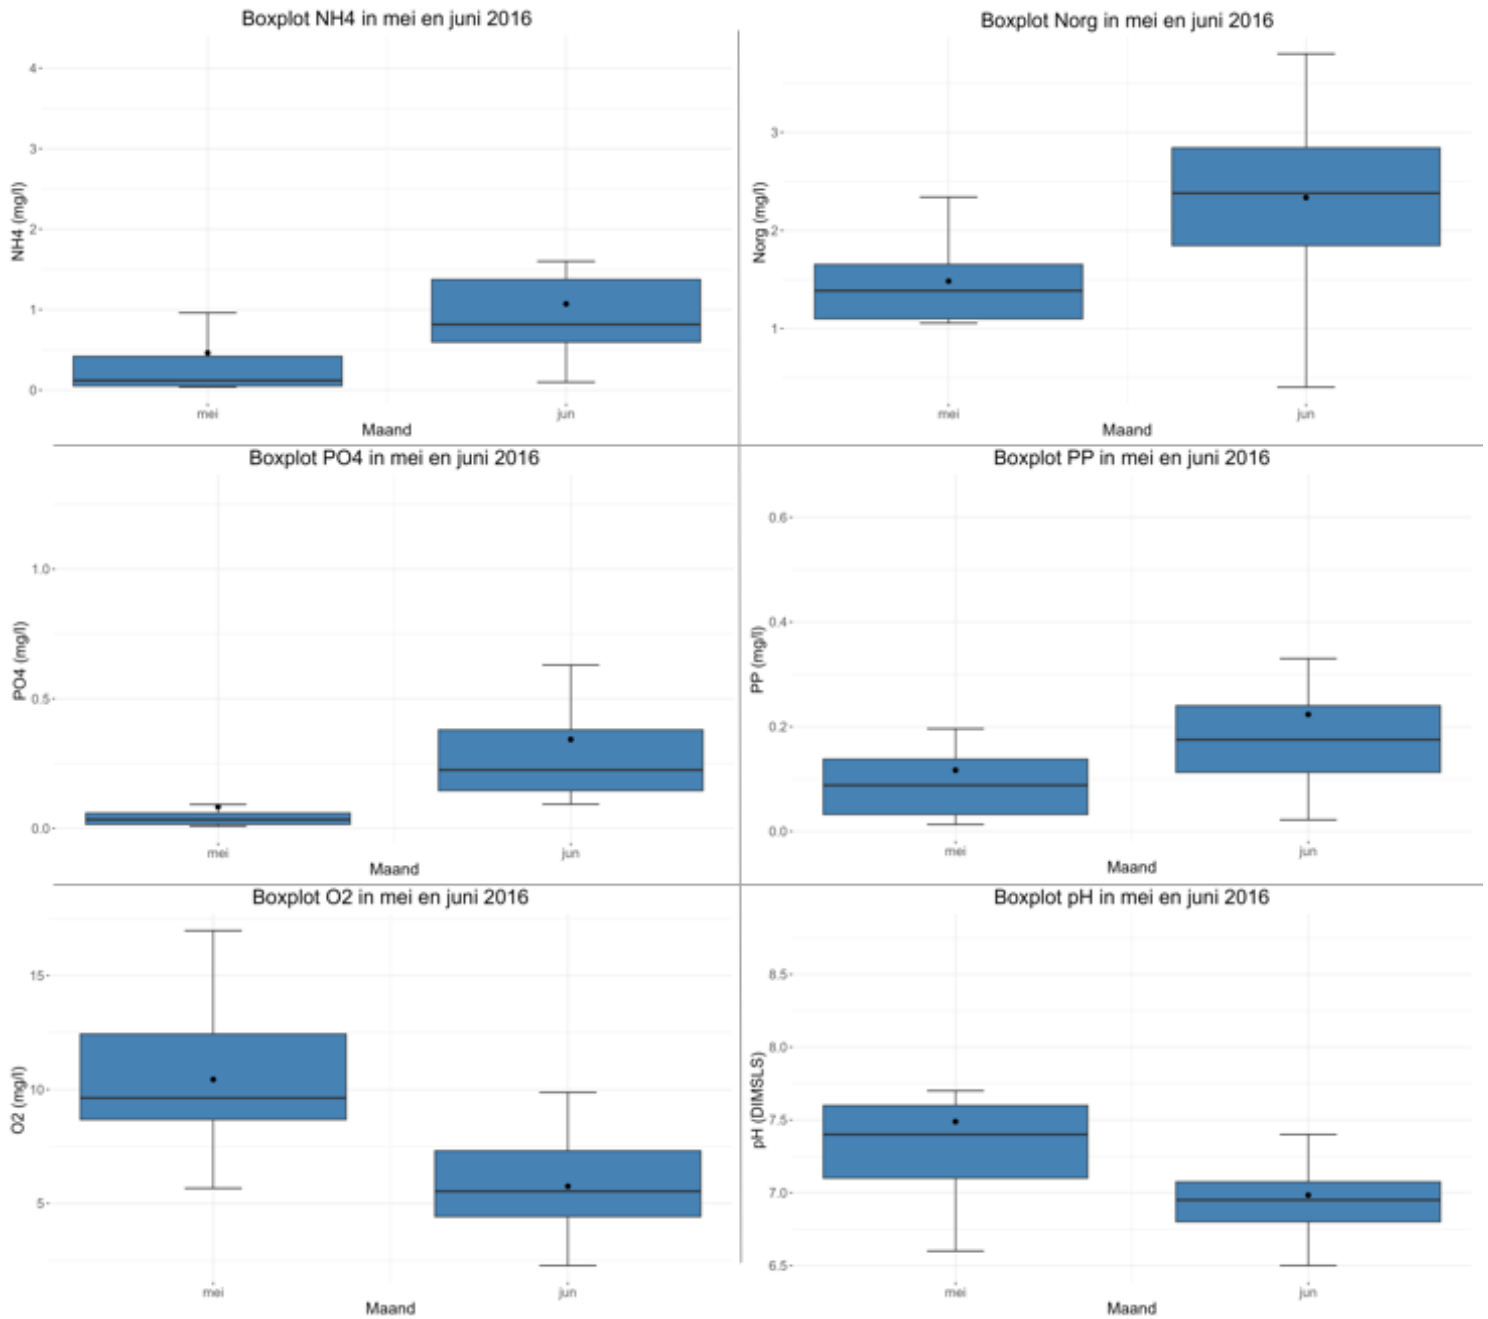 Boxplot NH4 in mei en juni 2016
NH4 (mg/l)
4
3
2
1
0
mei
jun
Maand
Boxplot Norg in mei en juni 2016
Norg (mg/l)
3
2
1
mei
jun
Maand
Boxplot PO4 in mei en juni 2016
PO4 (mg/l)
1.0
0.5
0.0
mei
jun
Maand
Boxplot PP in mei en juni 2016
PP (mg/l)
0.6
0.4
0.2
0.0
mei
jun
Maand
Boxplot O2 in mei en juni 2016
O2 (mg/l)
15
10
5
mei
jun
Maand
Boxplot pH in mei en juni 2016
pH (DIMSLS)
8.5
8.0
7.5
7.0
6.5
mei
jun
Maand